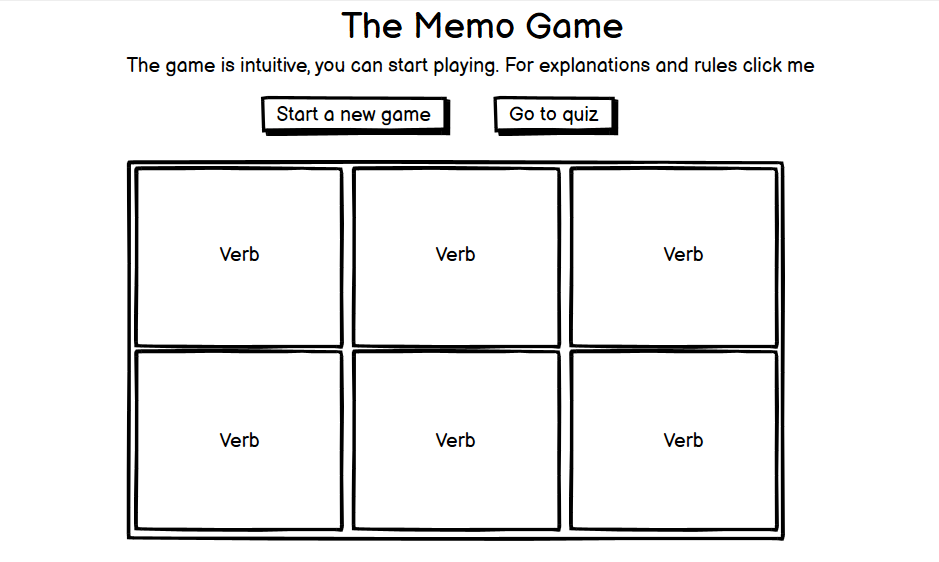 The Memo Game
The game is intuitive, you can start playing. For explanations and rules click me
Start a new game
Go to quiz
Verb
Verb
Verb
Verb
Verb
Verb